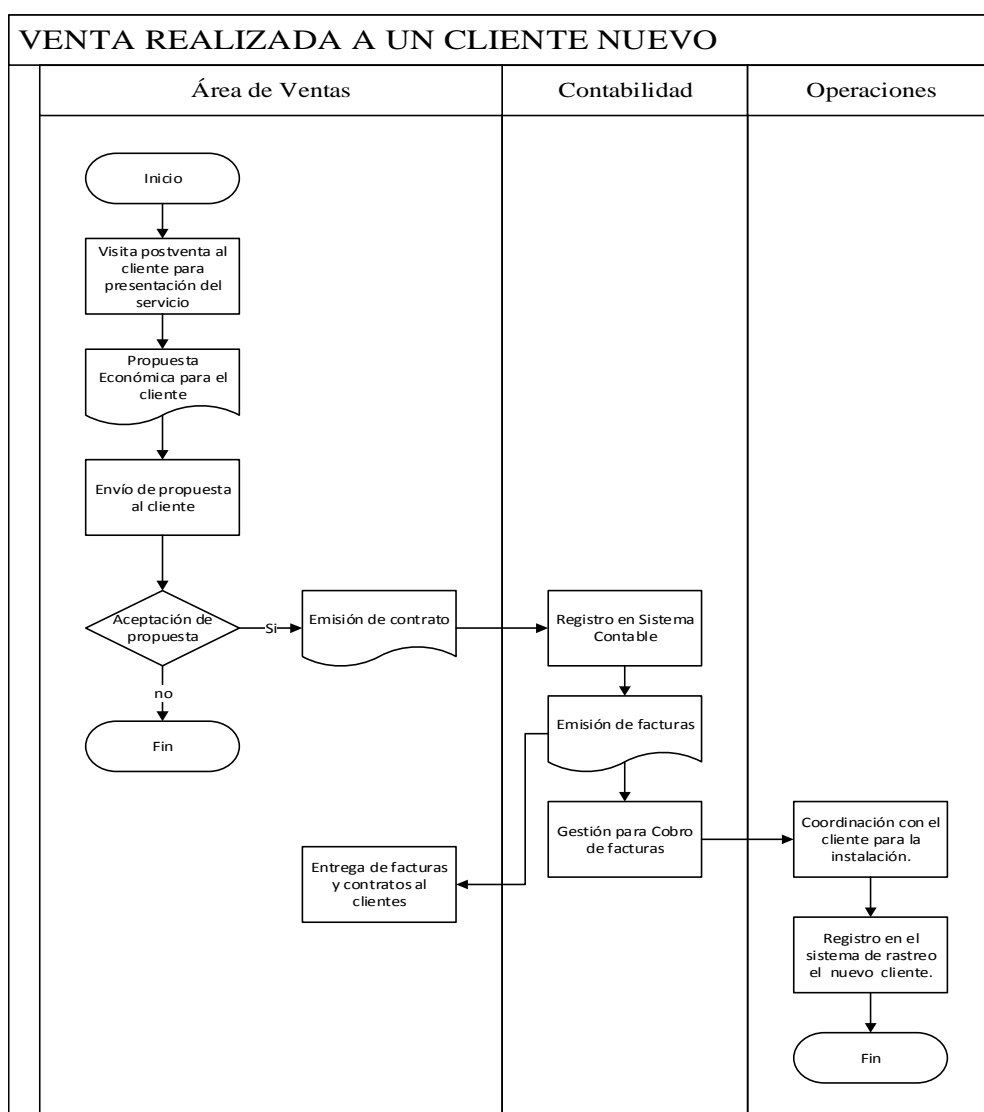 VENTA REALIZADA A UN CLIENTE NUEVO
Área de Ventas
Contabilidad
Operaciones
Inicio
Visita postventa al
cliente para
presentación del
servicio
Propuesta
Económica para el
cliente
Envío de propuesta
al cliente
Aceptación de
propuesta
Si
Emisión de contrato
Registro en Sistema
Contable
no
Fin
Emisión de facturas
Gestión para Cobro
de facturas
Entrega de facturas
y contratos al
clientes
Coordinación con el
cliente para la
instalación.
Registro en el
sistema de rastreo
el nuevo cliente.
Fin